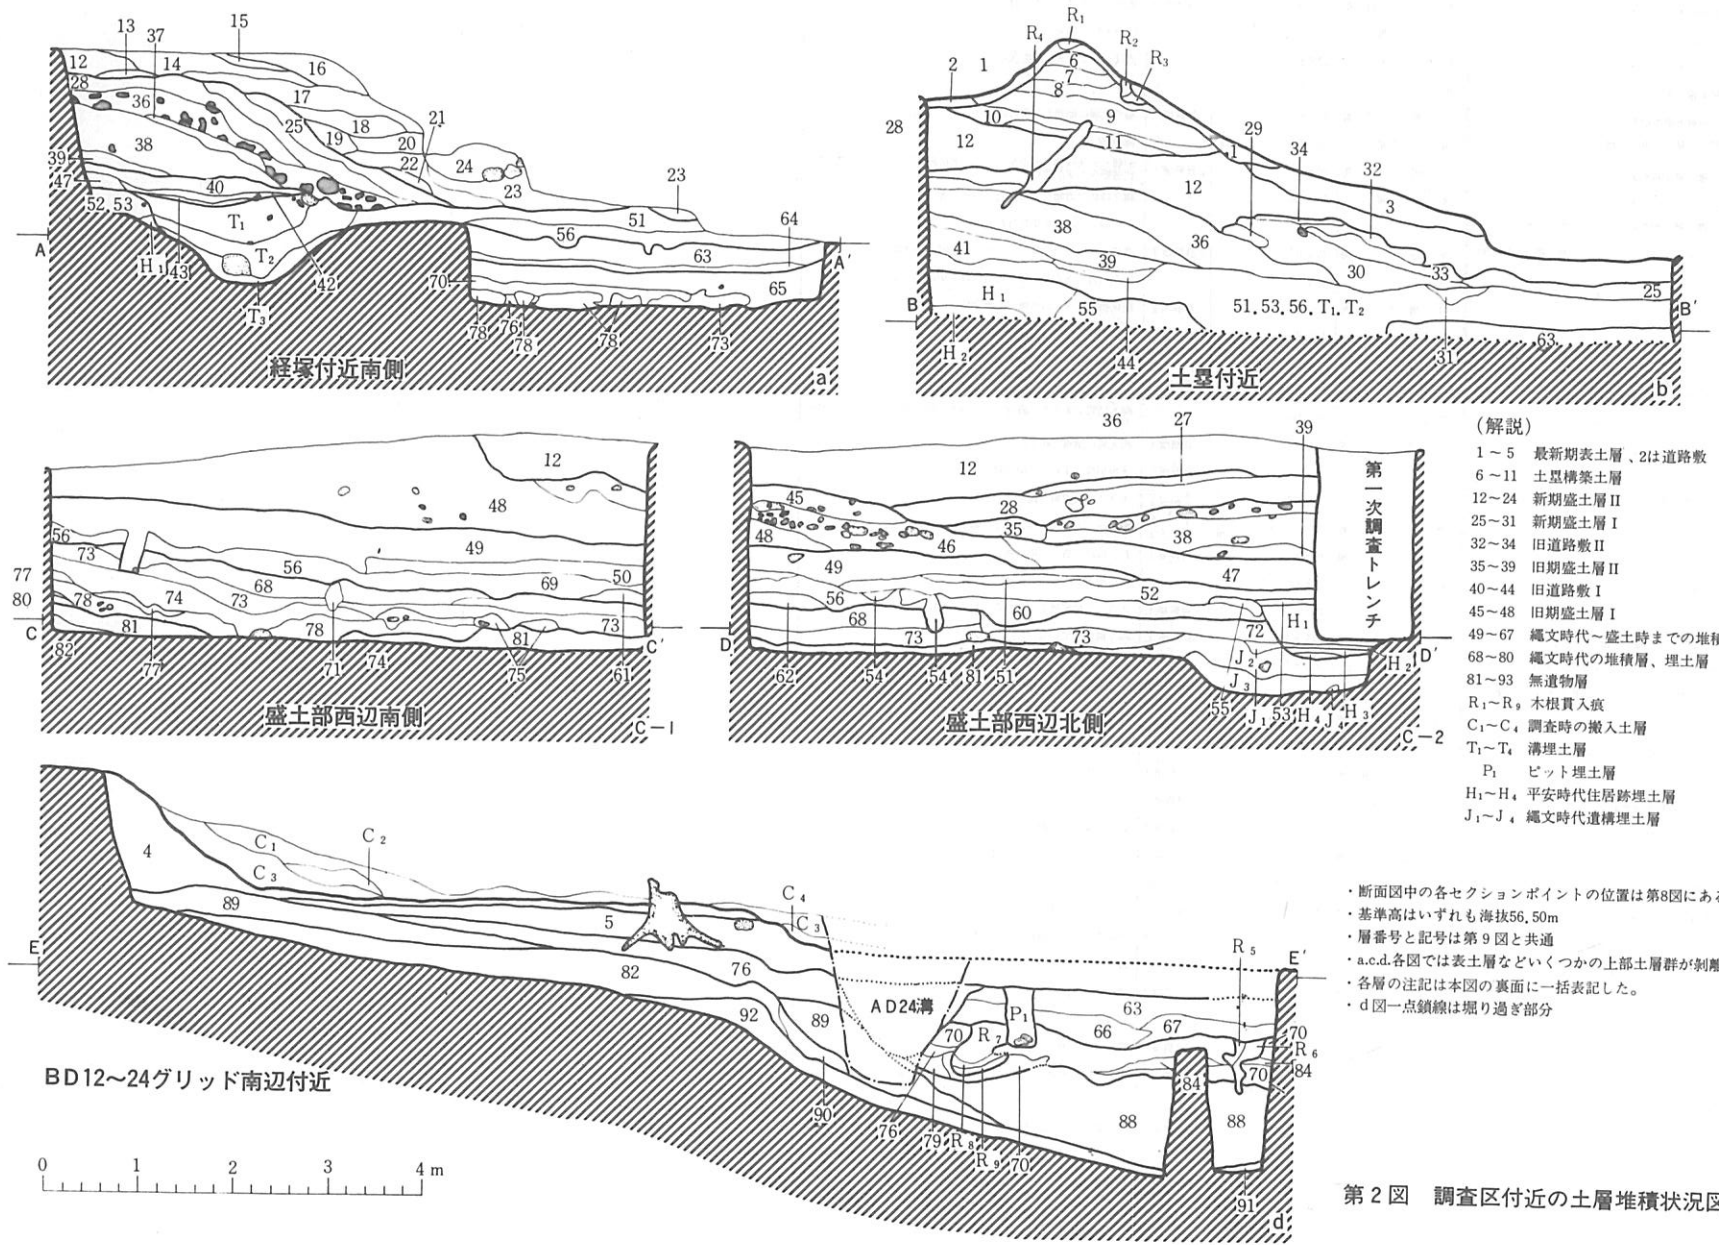 13 37 15
12 14 16
28 36 17
25 18 21
19 20
38 22 24
39 40 23 23
47
52, 53 T₁ 51 64
56
A H₁ 43 T₂ 42 63 A′
70 65
T₃ 78 76 78 78 73
経塚付近南側
a
R₁
R₄ R₂
R₃
2 1 6
7
8
28 10 9 29 34
12 11 1 32
12 3
38 36
41 39 30 33 25
H₁ 55 51, 53, 56, T₁, T₂
B B′
H₂ 44 31 63
土塁付近
b
12
48
49
56
73 56 69 50
77 68
80 78 74 73
81 78 81 73
C C′
82 77 71 74 75 61
盛土部西辺南側
C-1
36 27 39
12
45 28
48 35 38
46
49 47
52
56 60 H₁
68 72
73 73 J₂
D J₃ H₂ D′
62 54 54 81 51 55 J₁ 53 H₄ J₄ H₃
第一次調査トレンチ
盛土部西辺北側
C-2
(解説)
1~5 最新期表土層、2は道路敷
6~11 土塁構築土層
12~24 新期盛土層II
25~31 新期盛土層I
32~34 旧道路敷II
35~39 旧期盛土層II
40~44 旧道路敷I
45~48 旧期盛土層I
49~67 縄文時代~盛土時までの堆積
68~80 縄文時代の堆積層、埋土層
81~93 無遺物層
R₁~R₉ 木根貫入痕
C₁~C₄ 調査時の搬入土層
T₁~T₄ 溝埋土層
P₁ ピット埋土層
H₁~H₄ 平安時代住居跡埋土層
J₁~J₄ 縄文時代遺構埋土層
C₁ C₂
4 C₃ C₄
89 5 C₃
E R₅ E′
82 76
AD24溝 P₁ 63
92 89 70 R₇ 66 67 70
R₆
84 84
70
88 88
90 76 79 R₈ R₉ 70 91
BD12~24グリッド南辺付近
d
0 1 2 3 4 m
・断面図中の各セクションポイントの位置は第8図にある
・基準高はいずれも海抜56.50m
・層番号と記号は第9図と共通
・a.c.d.各図では表土層などいくつかの上部土層群が剝離
・各層の注記は本図の裏面に一括表記した。
・d図一点鎖線は堀り過ぎ部分
第2図 調査区付近の土層堆積状況図